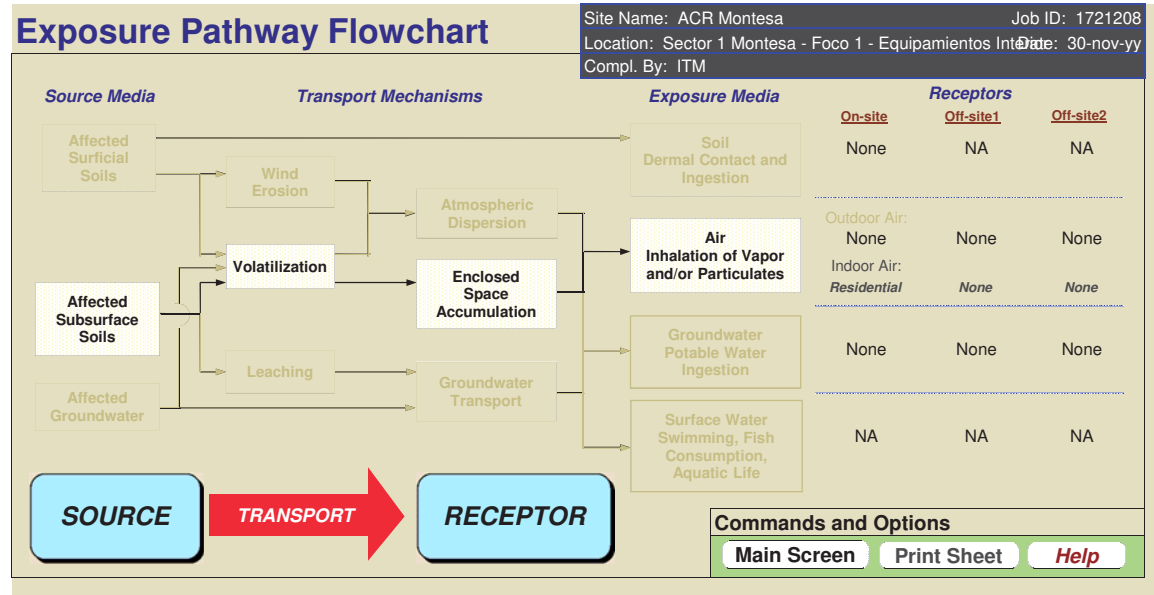 Exposure Pathway Flowchart
Site Name: ACR Montesa Job ID: 1721208
Location: Sector 1 Montesa - Foco 1 - Equipamientos Date: 30-nov-yy
Compl. By: ITM
Source Media Transport Mechanisms Exposure Media Receptors
On-site Off-site1 Off-site2
Affected
Surficial
Soils
Wind
Erosion
Atmospheric
Dispersion
Soil
Dermal Contact and
Ingestion
None NA NA
Volatilization
Enclosed
Space
Accumulation
Air
Inhalation of Vapor
and/or Particulates
Outdoor Air:
None None None
Indoor Air:
Residential None None
Affected
Subsurface
Soils
Leaching
Groundwater
Transport
Groundwater
Potable Water
Ingestion
None None None
Affected
Groundwater
Surface Water
Swimming, Fish
Consumption,
Aquatic Life
NA NA NA
SOURCE TRANSPORT RECEPTOR
Commands and Options
Main Screen Print Sheet Help